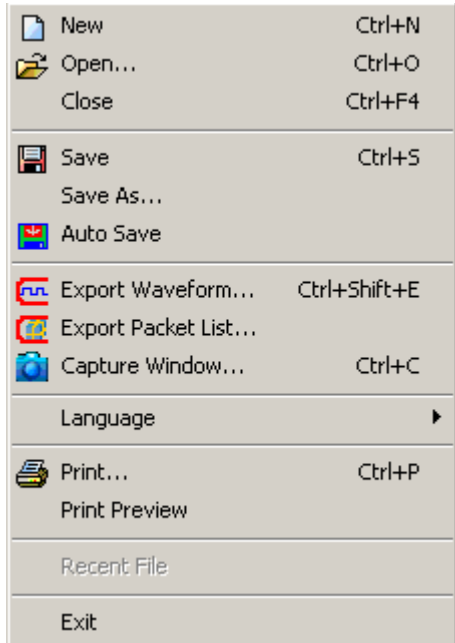 New Ctrl+N
Open... Ctrl+O
Close Ctrl+F4
Save Ctrl+S
Save As...
Auto Save
Export Waveform... Ctrl+Shift+E
Export Packet List...
Capture Window... Ctrl+C
Language
Print... Ctrl+P
Print Preview
Recent File
Exit